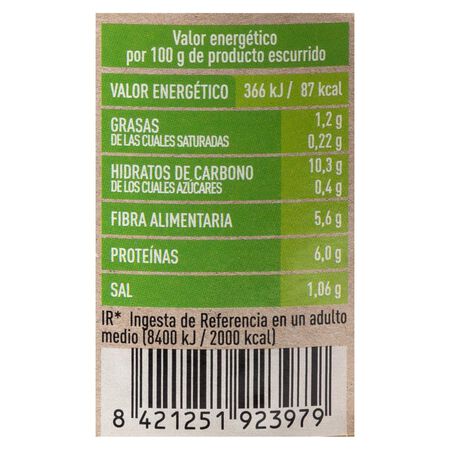 Valor energético
por 100 g de producto escurrido
VALOR ENERGÉTICO 366 kJ / 87 kcal
GRASAS 1,2 g
DE LAS CUALES SATURADAS 0,22 g
HIDRATOS DE CARBONO 10,3 g
DE LOS CUALES AZÚCARES 0,4 g
FIBRA ALIMENTARIA 5,6 g
PROTEÍNAS 6,0 g
SAL 1,06 g
IR* Ingesta de Referencia en un adulto
medio (8400 kJ / 2000 kcal)
8 421251 923979